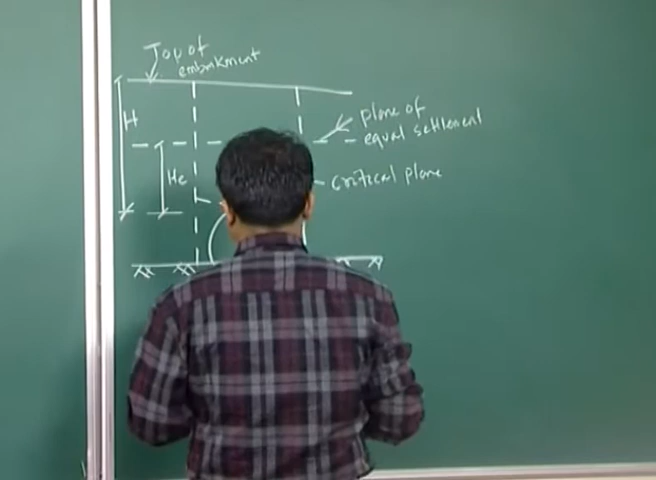 Top of
embankment
H
plane of
equal settlement
He
critical plane